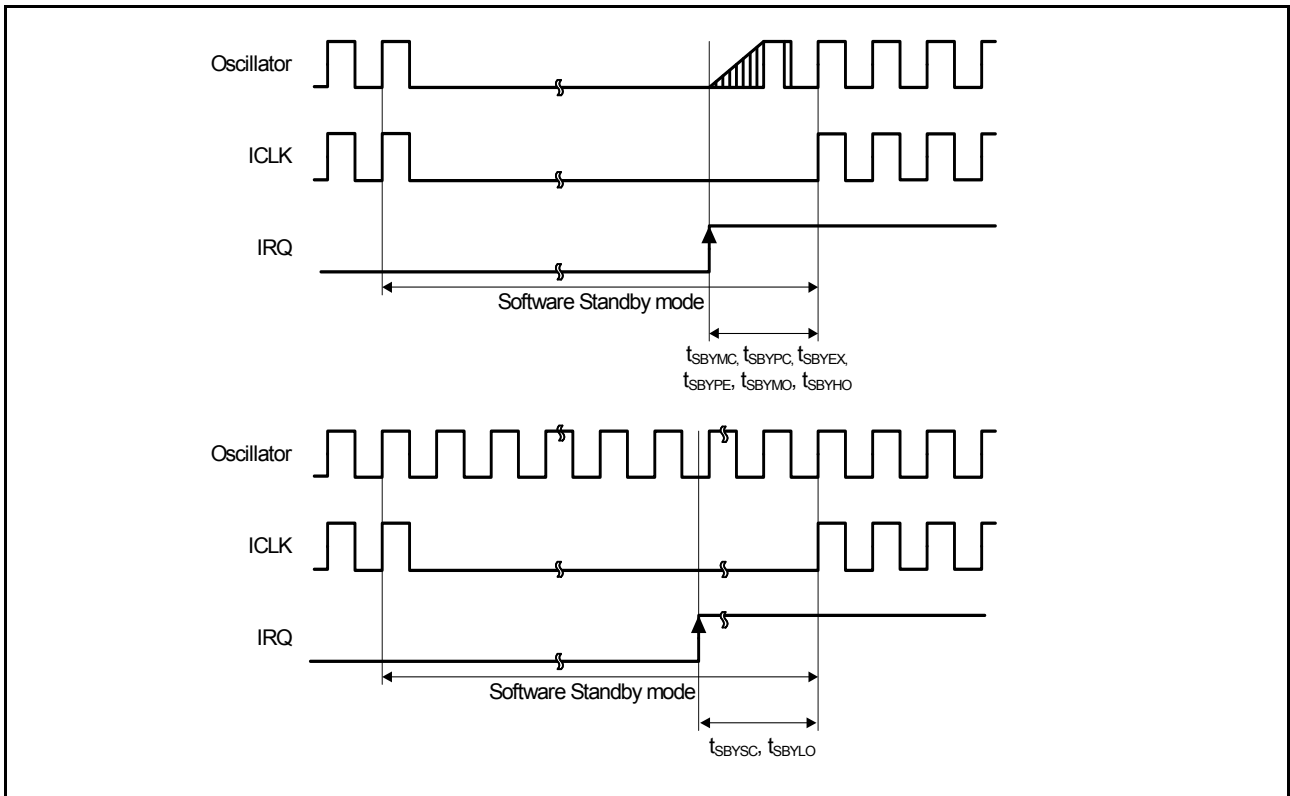 Oscillator
ICLK
IRQ
Software Standby mode
tSBYMC, tSBYPC, tSBYEX,
tSBYPE, tSBYMO, tSBYHO
Oscillator
ICLK
IRQ
Software Standby mode
tSBYSC, tSBYLO